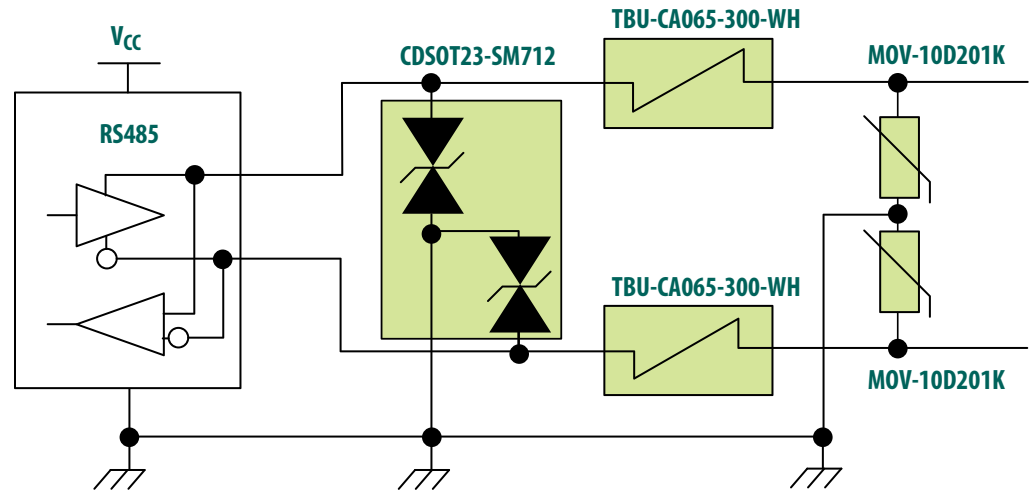 TBU-CA065-300-WH
V_CC
CDSOT23-SM712
MOV-10D201K
RS485
TBU-CA065-300-WH
MOV-10D201K